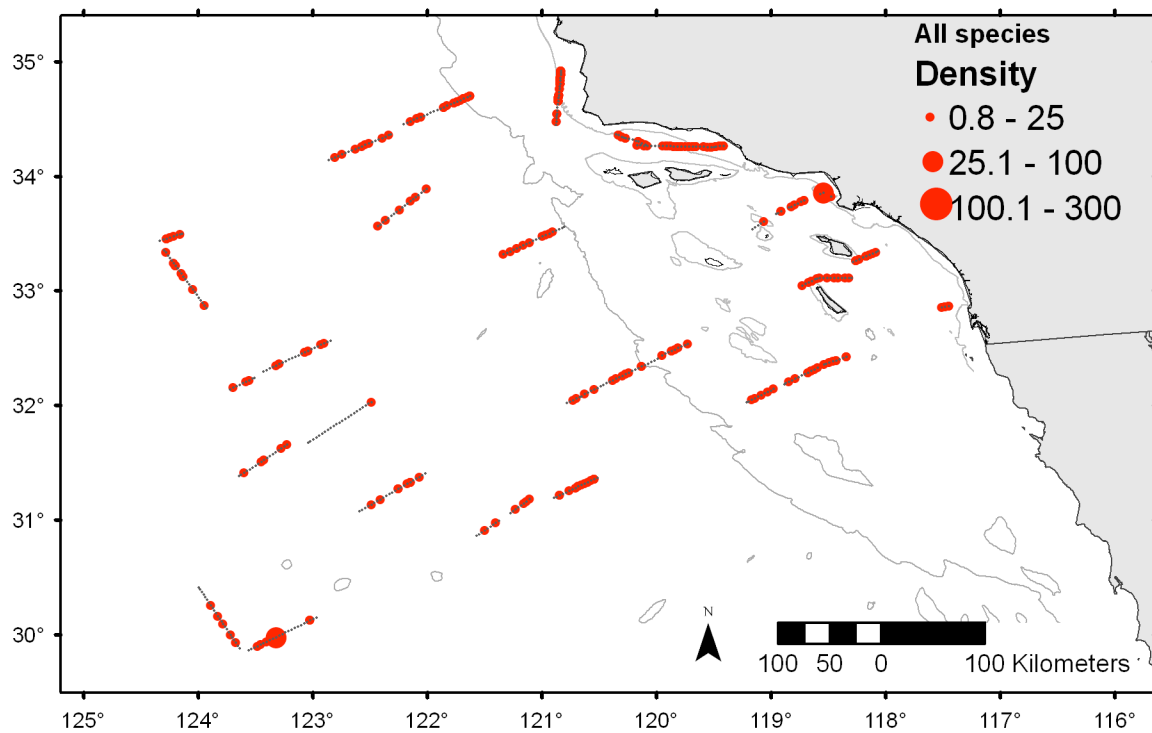 All species
Density
0.8 - 25
25.1 - 100
100.1 - 300
35°
34°
33°
32°
31°
30°
N
100 50 0 100 Kilometers
125° 124° 123° 122° 121° 120° 119° 118° 117° 116°